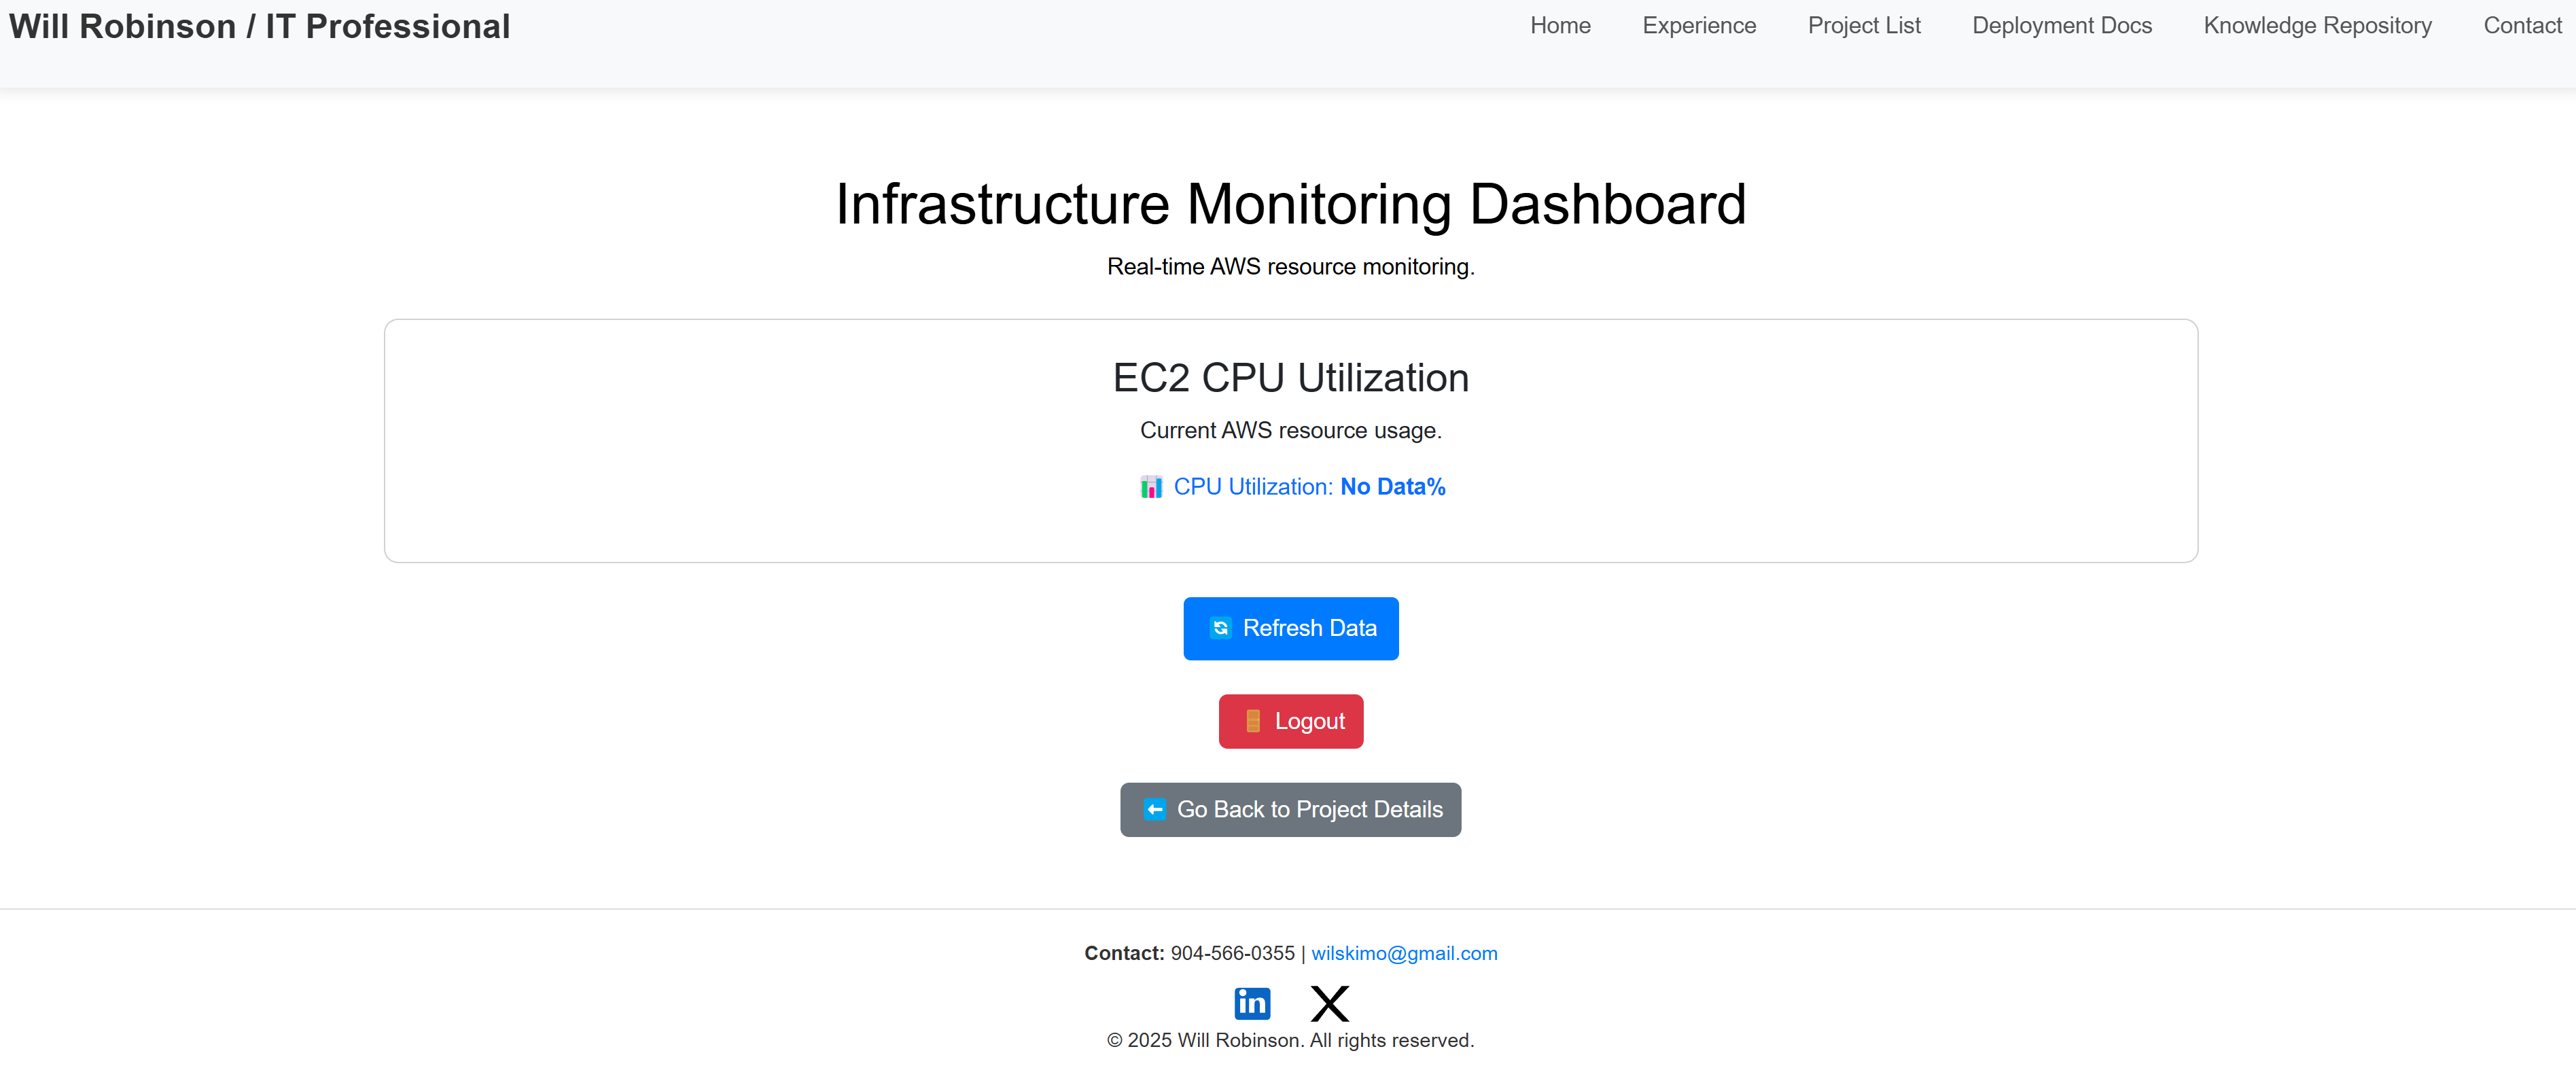 Will Robinson / IT Professional
Home Experience Project List Deployment Docs Knowledge Repository Contact
Infrastructure Monitoring Dashboard
Real-time AWS resource monitoring.
EC2 CPU Utilization
Current AWS resource usage.
CPU Utilization: No Data%
Refresh Data
Logout
Go Back to Project Details
Contact: 904-566-0355 | wilskimo@gmail.com
in X
© 2025 Will Robinson. All rights reserved.